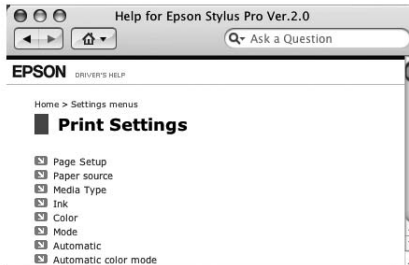 Help for Epson Stylus Pro Ver.2.0
Ask a Question
EPSON DRIVER'S HELP
Home > Settings menus
Print Settings
Page Setup
Paper source
Media Type
Ink
Color
Mode
Automatic
Automatic color mode